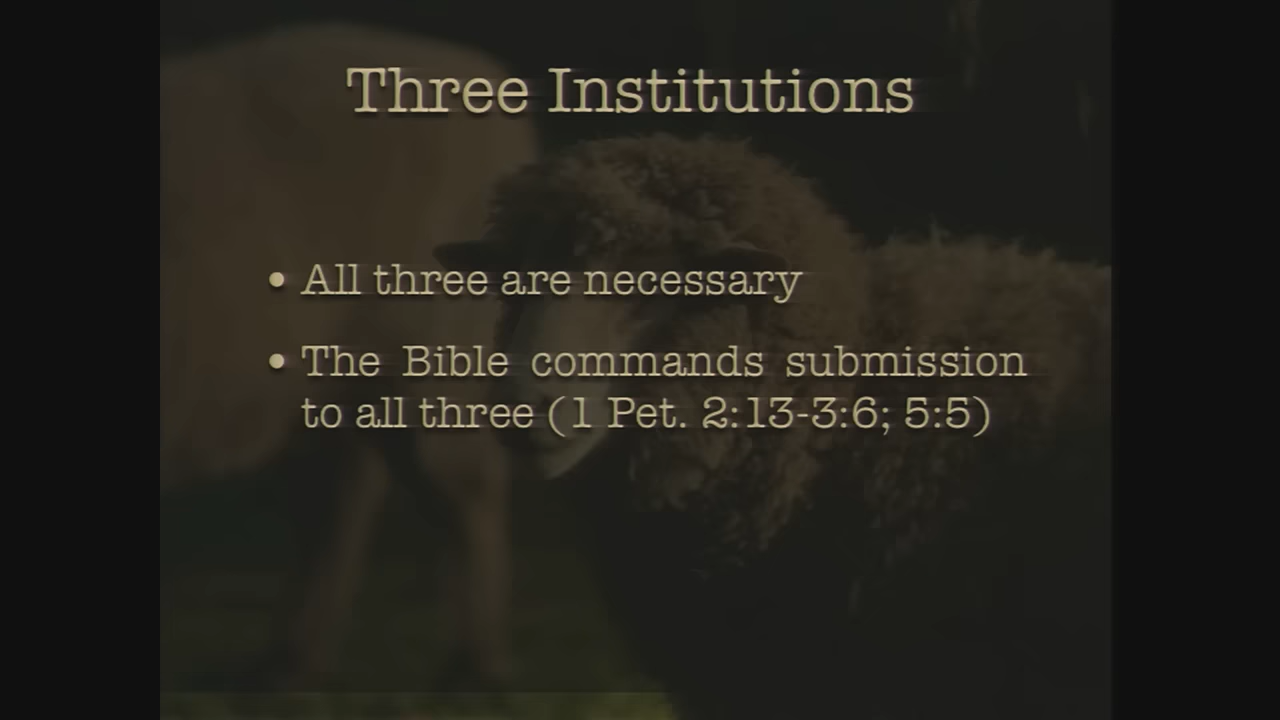 Three Institutions
• All three are necessary
• The Bible commands submission
to all three (1 Pet. 2:13-3:6; 5:5)